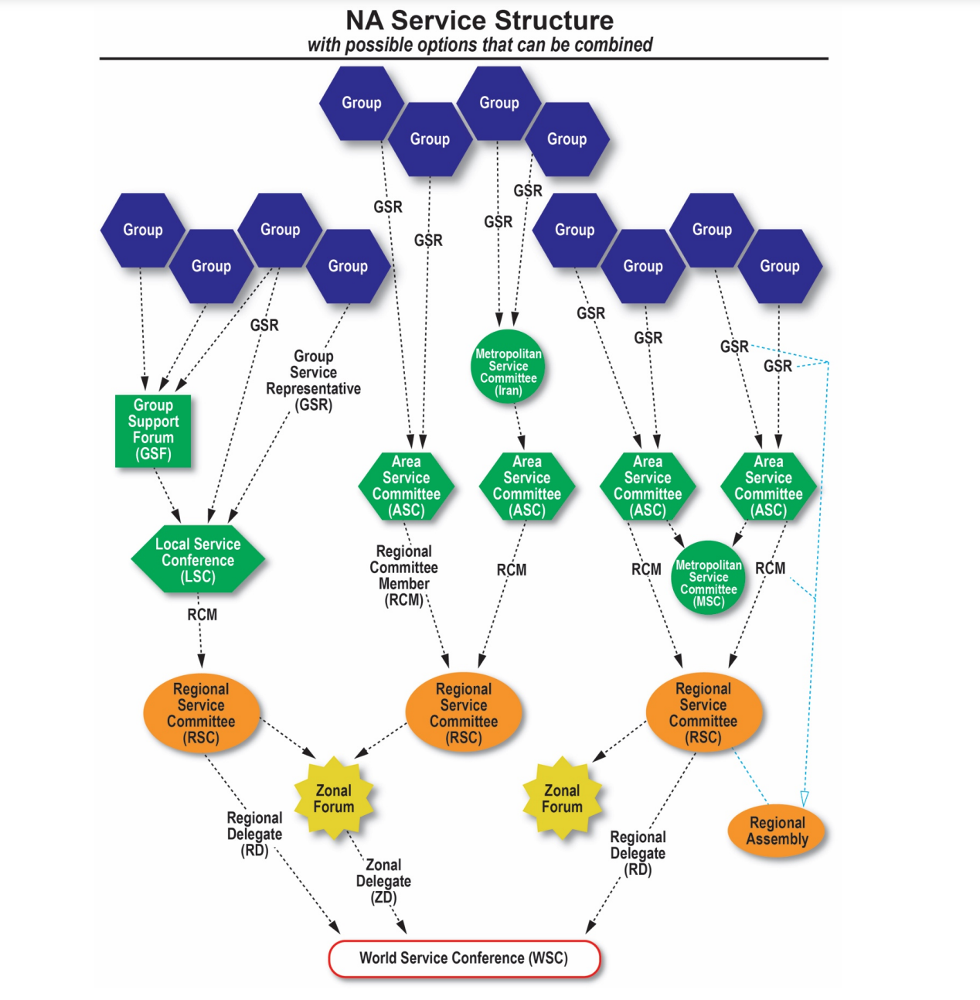 NA Service Structure
with possible options that can be combined
Group
Group
Group
Group
GSR
GSR
GSR
GSR
Group
Group
Group
Group
GSR
Group
Service
Representative
(GSR)
Group
Group
Group
Group
GSR
GSR
GSR
GSR
Metropolitan
Service
Committee
(Iran)
Group
Support
Forum
(GSF)
Area
Service
Committee
(ASC)
Area
Service
Committee
(ASC)
Area
Service
Committee
(ASC)
Area
Service
Committee
(ASC)
Local Service
Conference
(LSC)
Regional
Committee
Member
(RCM)
RCM
RCM
Metropolitan
Service
Committee
(MSC)
RCM
RCM
Regional
Service
Committee
(RSC)
Regional
Service
Committee
(RSC)
Regional
Service
Committee
(RSC)
Zonal
Forum
Zonal
Forum
Regional
Assembly
Regional
Delegate
(RD)
Zonal
Delegate
(ZD)
Regional
Delegate
(RD)
World Service Conference (WSC)